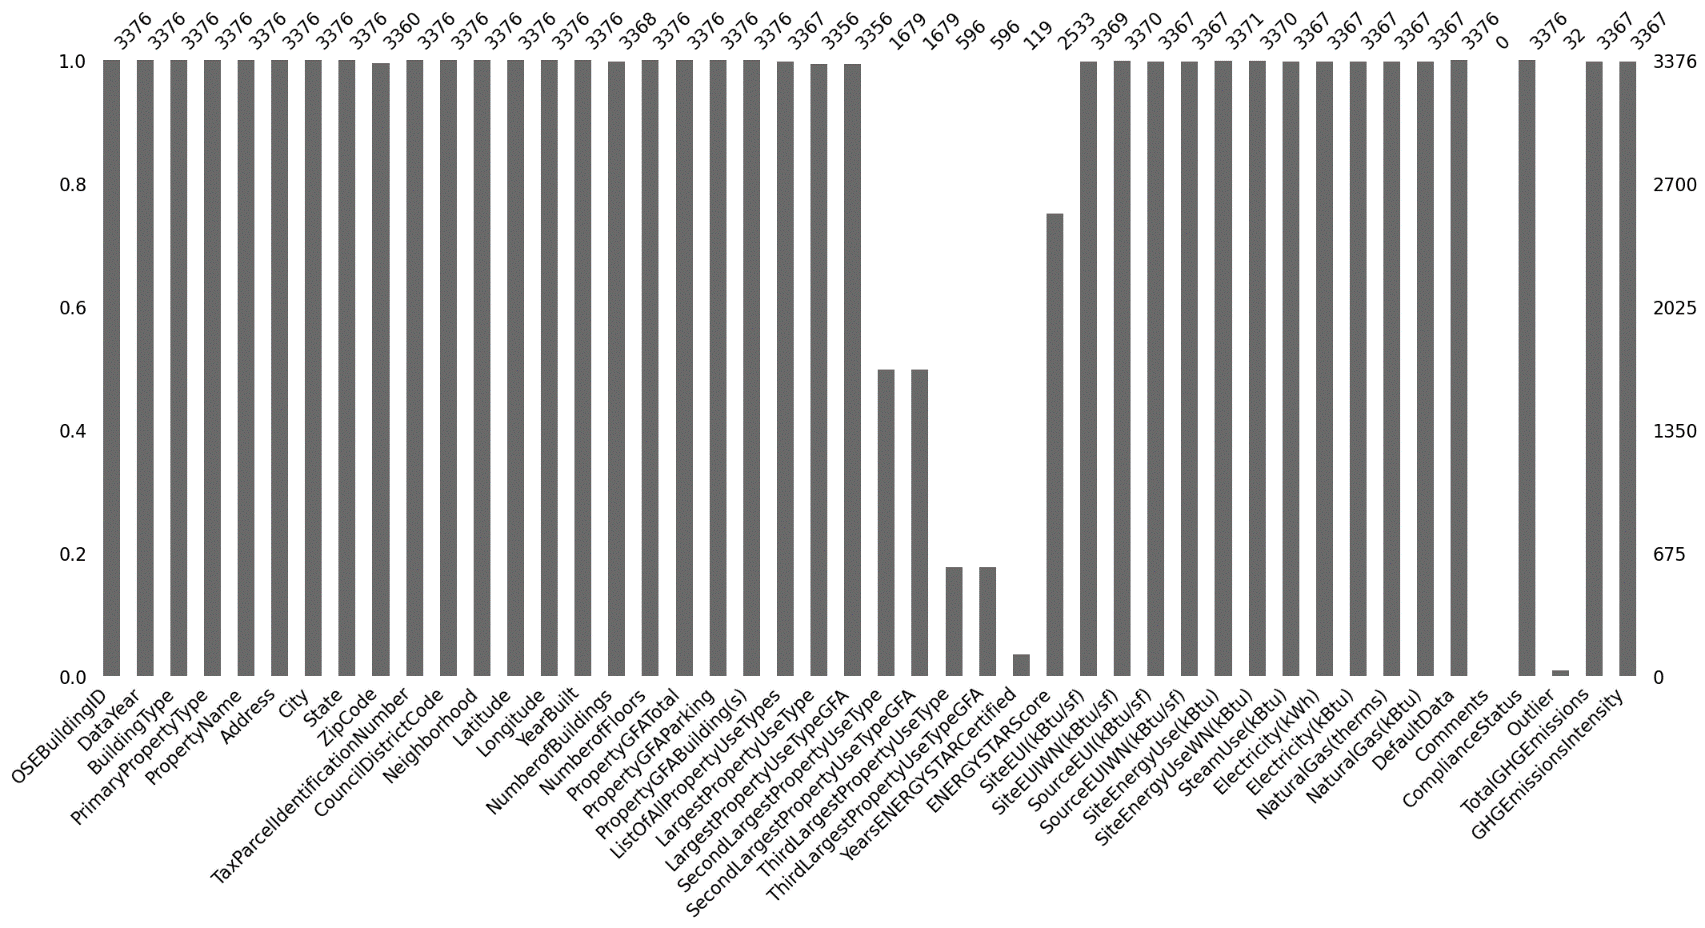 3376
3376
3376
3376
3376
3376
3376
3376
3360
3376
3376
3376
3376
3376
3376
3368
3376
3376
3376
3376
3367
3356
3356
1679
1679
596
596
119
2533
3369
3370
3367
3367
3371
3370
3367
3367
3367
3367
3367
3376
0
3376
32
3367
3367
1.0
3376
0.8
2700
0.6
2025
0.4
1350
0.2
675
0.0
0
OSEBuildingID
DataYear
BuildingType
PrimaryPropertyType
PropertyName
Address
City
State
ZipCode
TaxParcelIdentificationNumber
CouncilDistrictCode
Neighborhood
Latitude
Longitude
YearBuilt
NumberofBuildings
NumberofFloors
PropertyGFATotal
PropertyGFAParking
PropertyGFABuilding(s)
ListOfAllPropertyUseTypes
LargestPropertyUseType
LargestPropertyUseTypeGFA
SecondLargestPropertyUseType
SecondLargestPropertyUseTypeGFA
ThirdLargestPropertyUseType
ThirdLargestPropertyUseTypeGFA
YearsENERGYSTARCertified
ENERGYSTARScore
SiteEUI(kBtu/sf)
SiteEUIWN(kBtu/sf)
SourceEUI(kBtu/sf)
SourceEUIWN(kBtu/sf)
SiteEnergyUse(kBtu)
SiteEnergyUseWN(kBtu)
SteamUse(kBtu)
Electricity(kWh)
Electricity(kBtu)
NaturalGas(therms)
NaturalGas(kBtu)
DefaultData
Comments
ComplianceStatus
Outlier
TotalGHGEmissions
GHGEmissionsIntensity